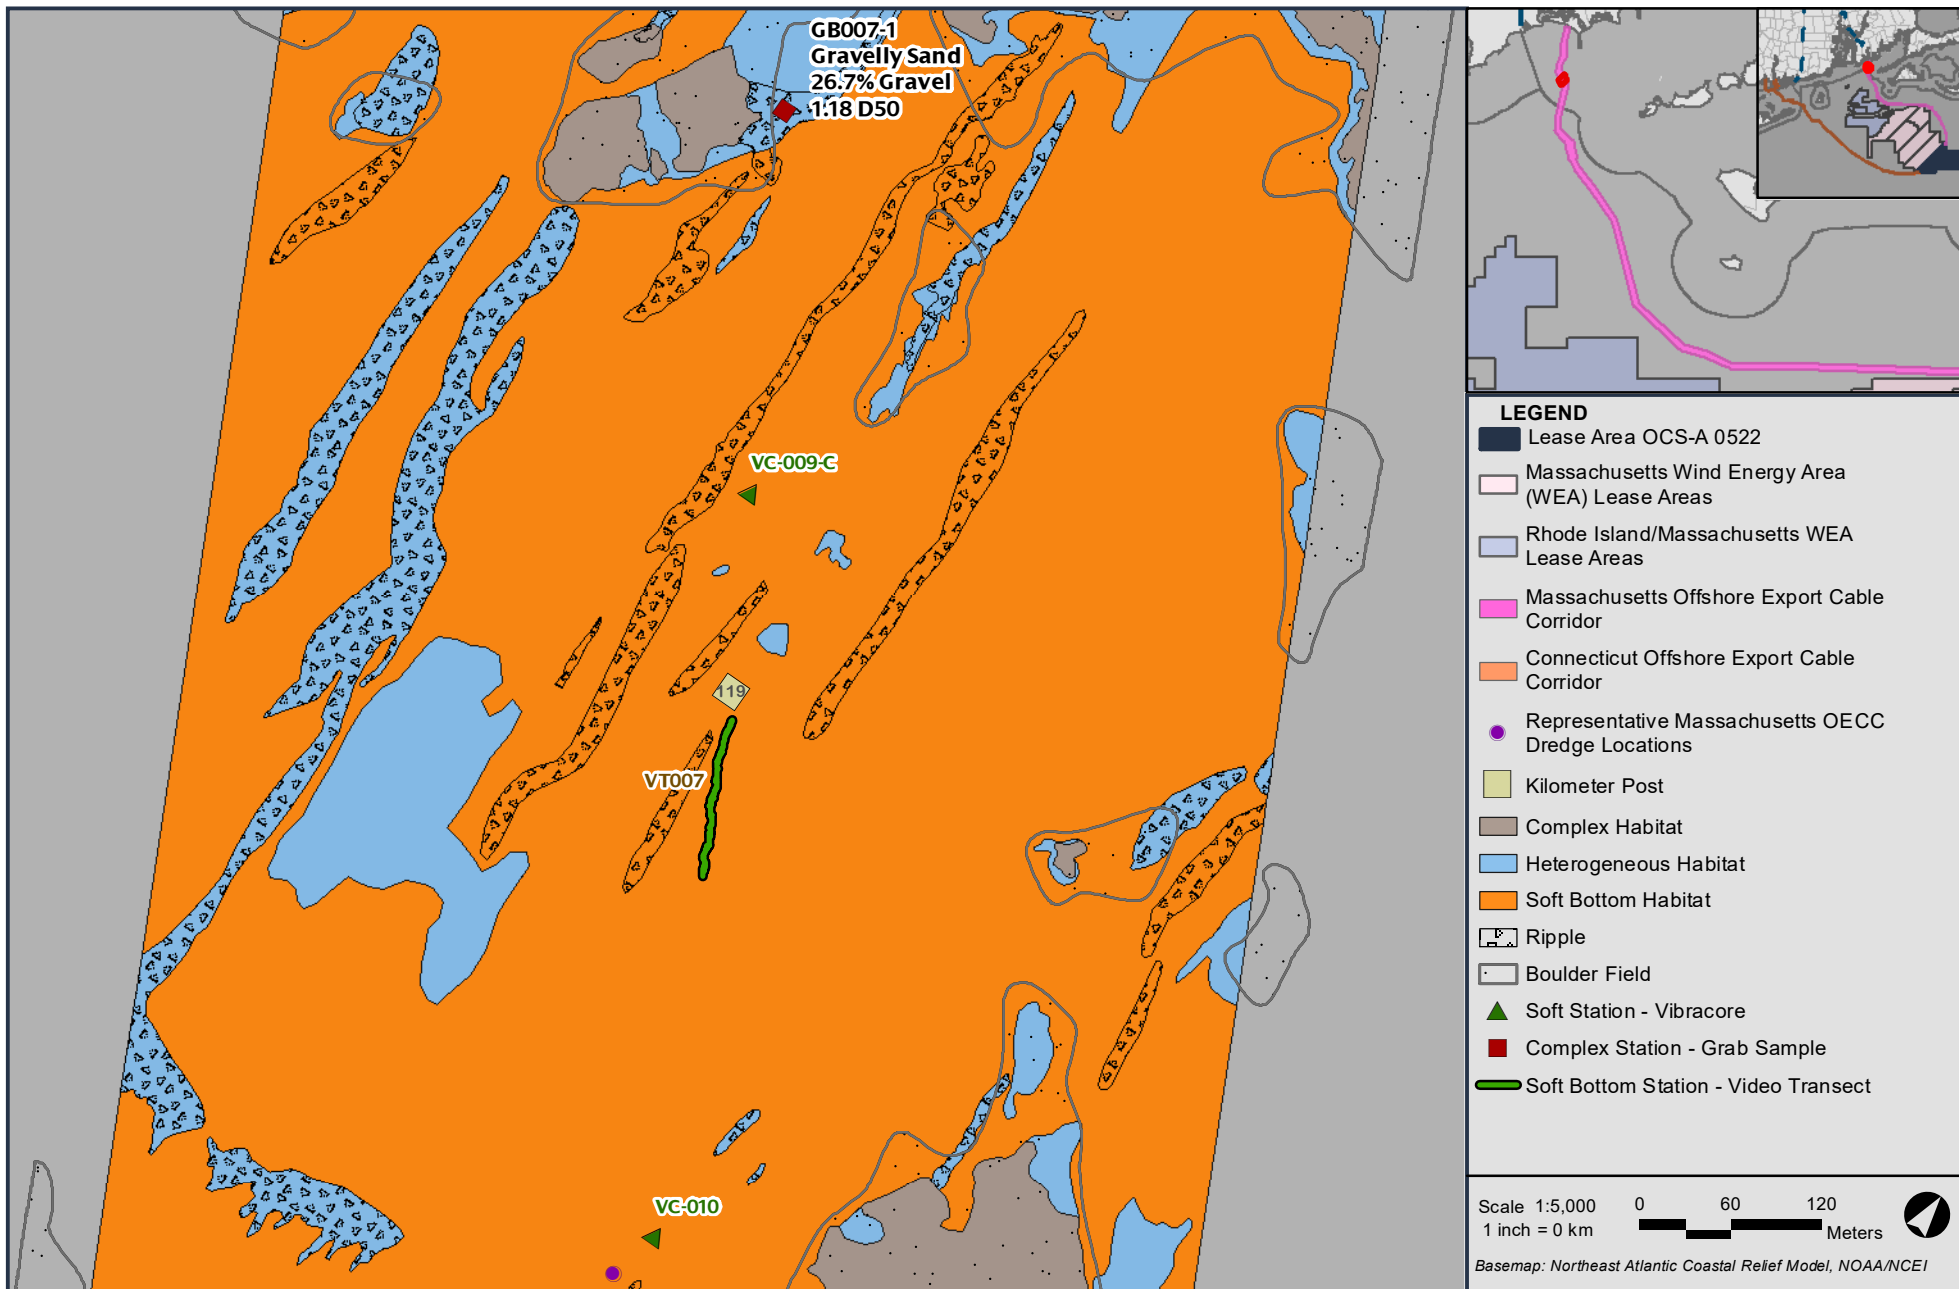 GB007-1
Gravelly Sand
26.7% Gravel
1.18 D50
VC-009-C
119
VT007
VC-010
LEGEND
Lease Area OCS-A 0522
Massachusetts Wind Energy Area
(WEA) Lease Areas
Rhode Island/Massachusetts WEA
Lease Areas
Massachusetts Offshore Export Cable
Corridor
Connecticut Offshore Export Cable
Corridor
Representative Massachusetts OECC
Dredge Locations
Kilometer Post
Complex Habitat
Heterogeneous Habitat
Soft Bottom Habitat
Ripple
Boulder Field
Soft Station - Vibracore
Complex Station - Grab Sample
Soft Bottom Station - Video Transect
Scale 1:5,000
1 inch = 0 km
0 60 120
Meters
Basemap: Northeast Atlantic Coastal Relief Model, NOAA/NCEI